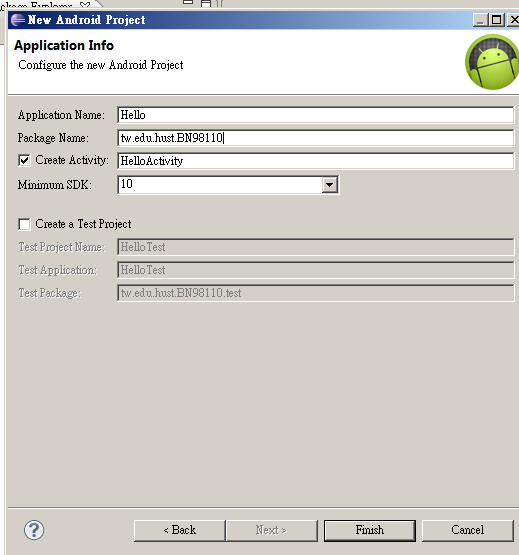 Package Explorer
New Android Project
Application Info
Configure the new Android Project
Application Name: Hello
Package Name: tw.edu.hust.BN98110
Create Activity: HelloActivity
Minimum SDK: 10
Create a Test Project
Test Project Name: HelloTest
Test Application: HelloTest
Test Package: tw.edu.hust.BN98110.test
? < Back Next > Finish Cancel